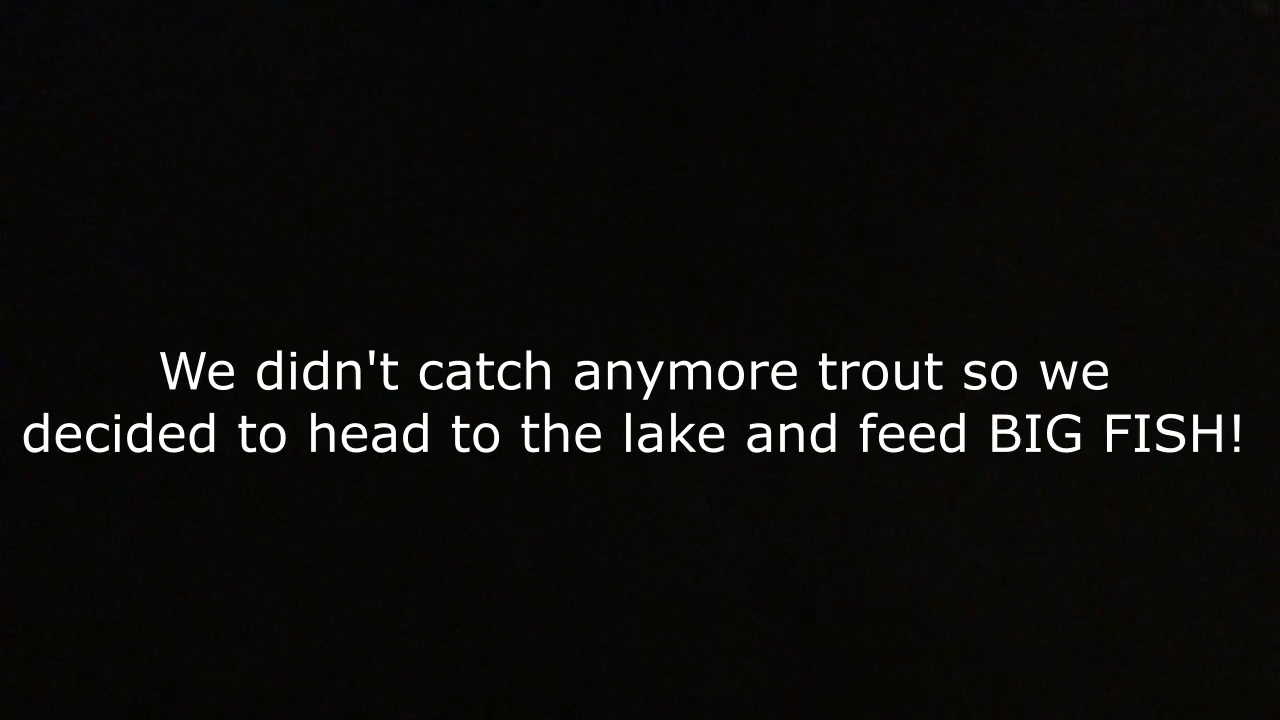 We didn't catch anymore trout so we
decided to head to the lake and feed BIG FISH!